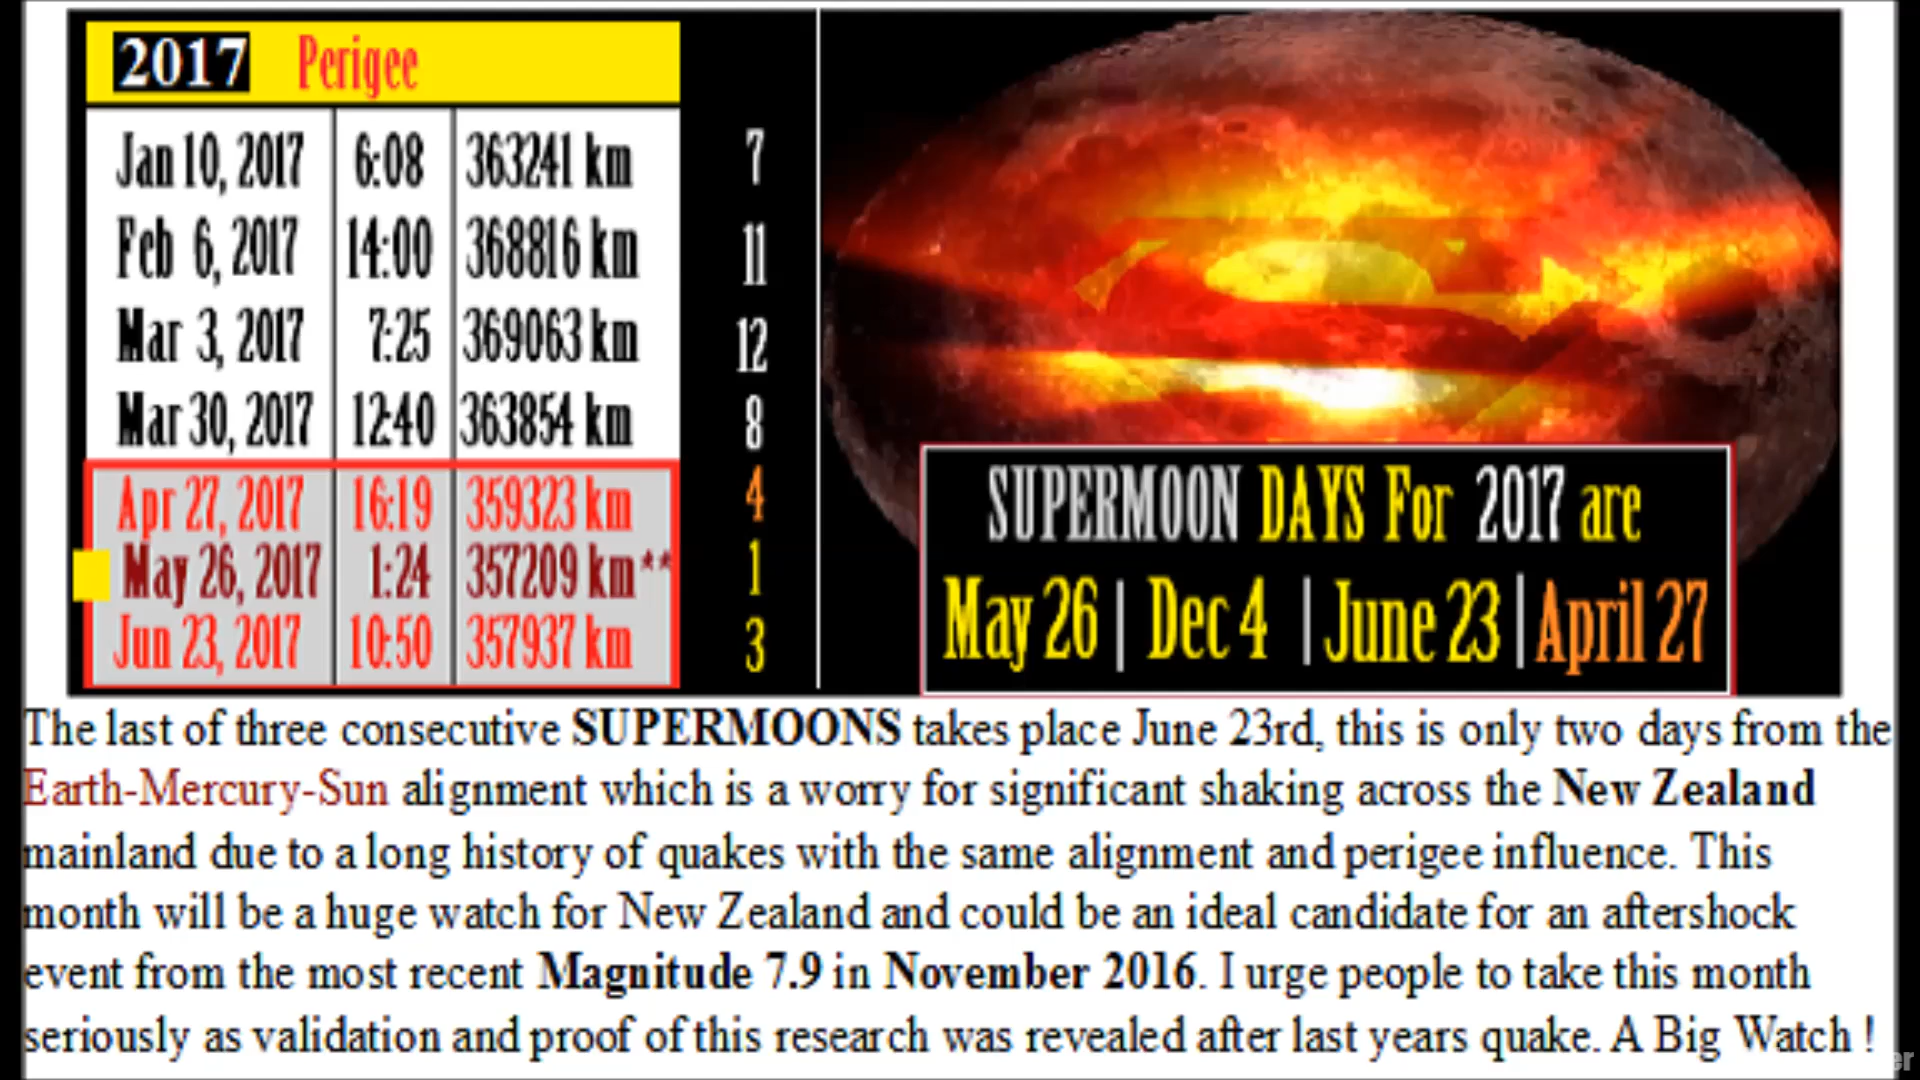 2017 Perigee
Jan 10, 2017 6:08 363241 km 7
Feb 6, 2017 14:00 368816 km 11
Mar 3, 2017 7:25 369063 km 12
Mar 30, 2017 12:40 363854 km 8
Apr 27, 2017 16:19 359323 km 4
May 26, 2017 1:24 357209 km** 1
Jun 23, 2017 10:50 357937 km 3
SUPERMOON DAYS For 2017 are
May 26 | Dec 4 | June 23 | April 27
The last of three consecutive SUPERMOONS takes place June 23rd, this is only two days from the
Earth-Mercury-Sun alignment which is a worry for significant shaking across the New Zealand
mainland due to a long history of quakes with the same alignment and perigee influence. This
month will be a huge watch for New Zealand and could be an ideal candidate for an aftershock
event from the most recent Magnitude 7.9 in November 2016. I urge people to take this month
seriously as validation and proof of this research was revealed after last years quake. A Big Watch !